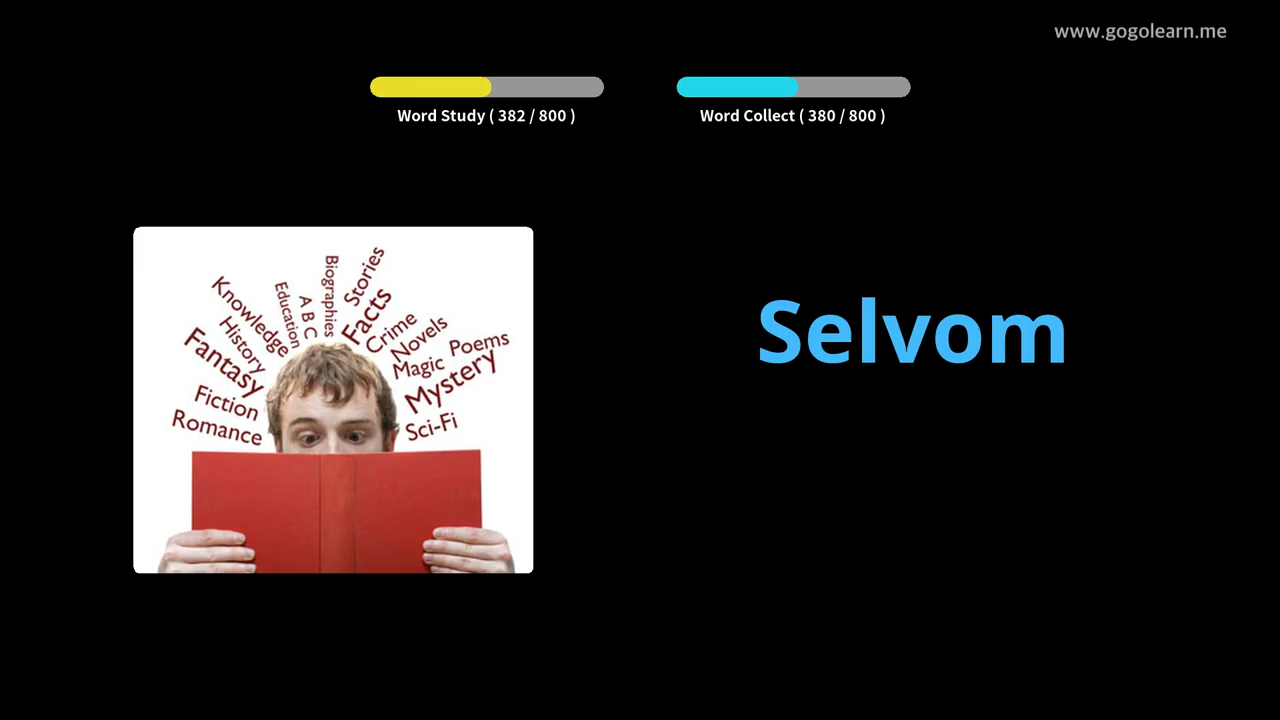 www.gogolearn.me
Word Study ( 382 / 800 )
Word Collect ( 380 / 800 )
Selvom
Romance
Fiction
Fantasy
History
Knowledge
Education
A B C
Biographies
Stories
Facts
Crime
Novels
Magic
Poems
Mystery
Sci-Fi